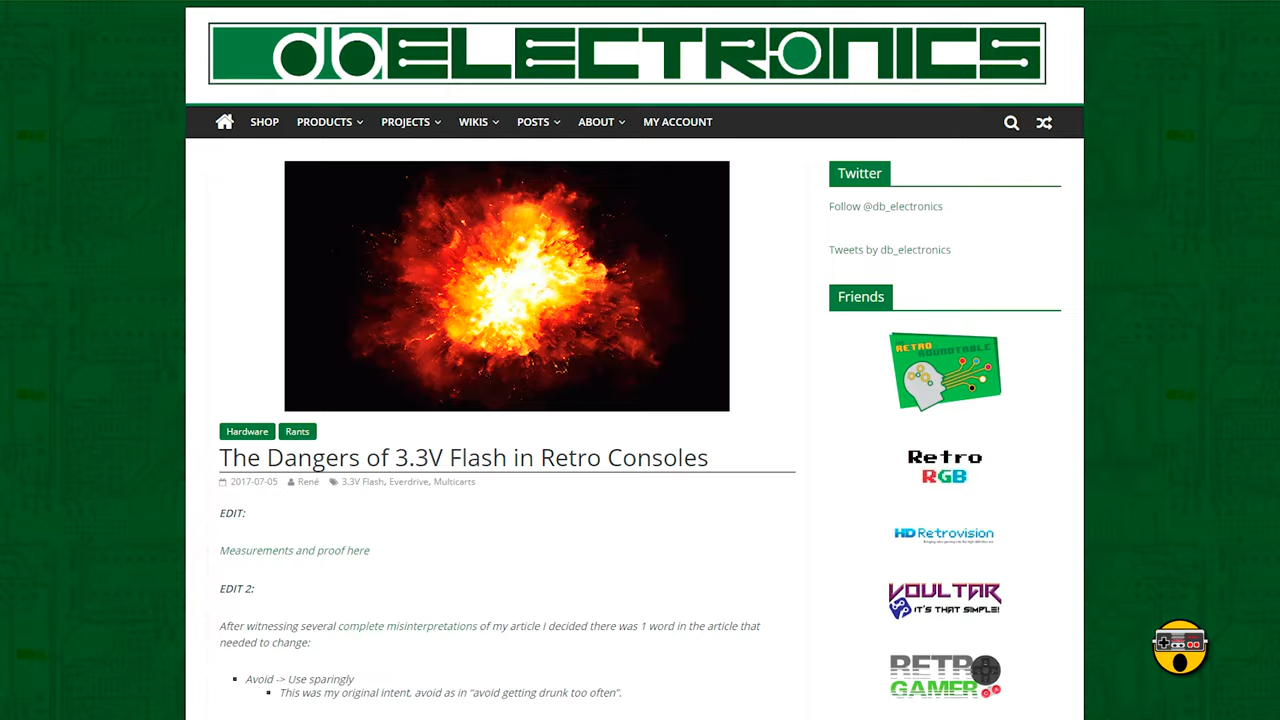 dbELECTRONICS
SHOP PRODUCTS PROJECTS WIKIS POSTS ABOUT MY ACCOUNT
Hardware Rants
The Dangers of 3.3V Flash in Retro Consoles
2017-07-05 René 3.3V Flash, Everdrive, Multicarts
EDIT:
Measurements and proof here
EDIT 2:
After witnessing several complete misinterpretations of my article I decided there was 1 word in the article that
needed to change:
Avoid -> Use sparingly
This was my original intent, avoid as in "avoid getting drunk too often".
Twitter
Follow @db_electronics
Tweets by db_electronics
Friends
RETRO
ROUNDTABLE
Retro
RGB
HD Retrovision
VOULTAR
IT'S THAT SIMPLE!
RETRO
GAMER